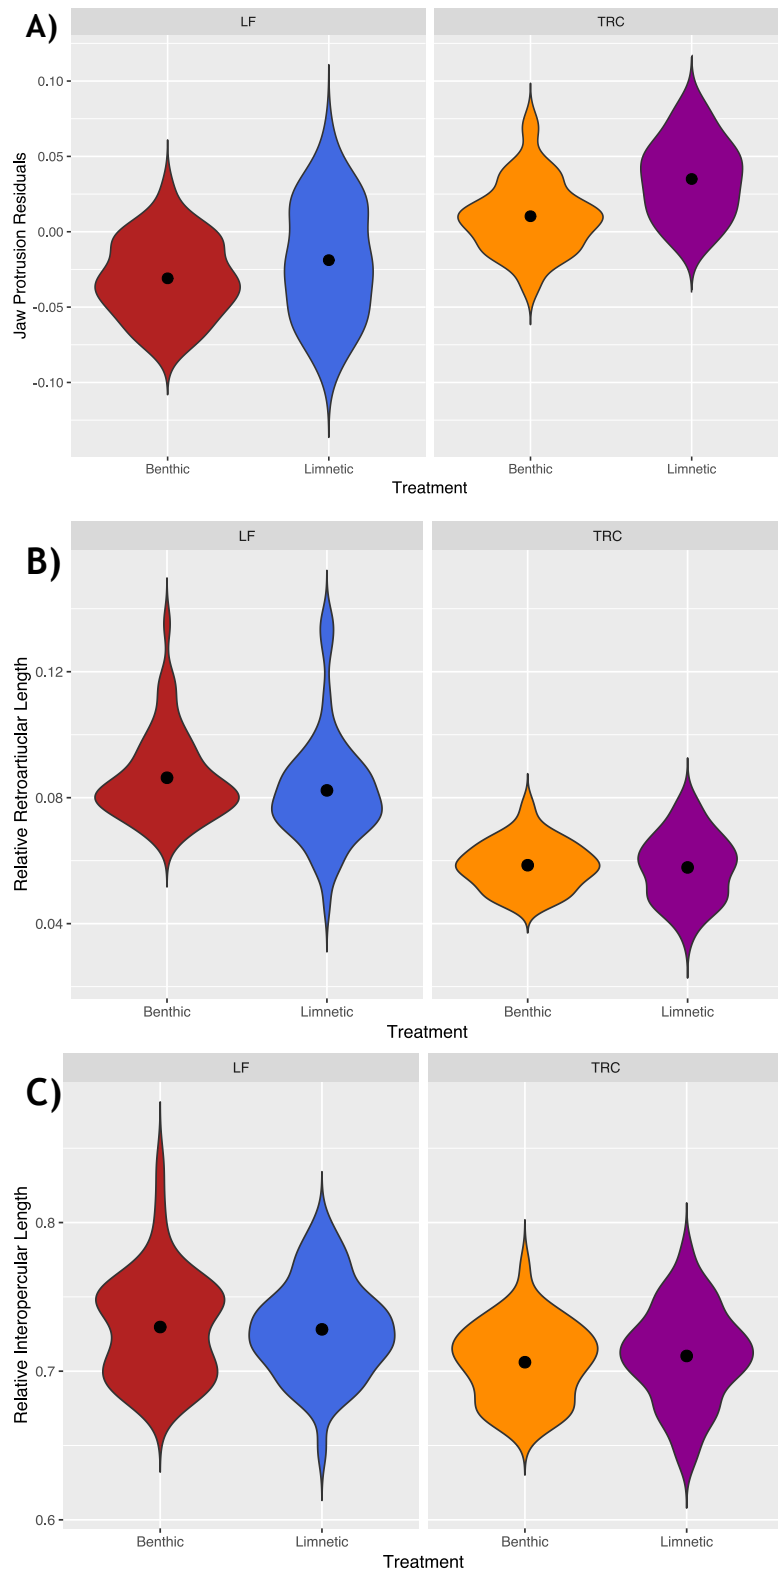 A)
LF
TRC
Jaw Protrusion Residuals
0.10
0.05
0.00
-0.05
-0.10
Benthic
Limnetic
Benthic
Limnetic
Treatment
B)
LF
TRC
Relative Retroartiuclar Length
0.12
0.08
0.04
Benthic
Limnetic
Benthic
Limnetic
Treatment
C)
LF
TRC
Relative Interopercular Length
0.8
0.7
0.6
Benthic
Limnetic
Benthic
Limnetic
Treatment